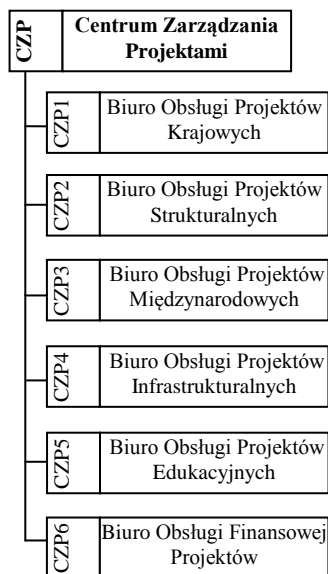 CZP
Centrum Zarządzania
Projektami
CZP1
Biuro Obsługi Projektów
Krajowych
CZP2
Biuro Obsługi Projektów
Strukturalnych
CZP3
Biuro Obsługi Projektów
Międzynarodowych
CZP4
Biuro Obsługi Projektów
Infrastrukturalnych
CZP5
Biuro Obsługi Projektów
Edukacyjnych
CZP6
Biuro Obsługi Finansowej
Projektów